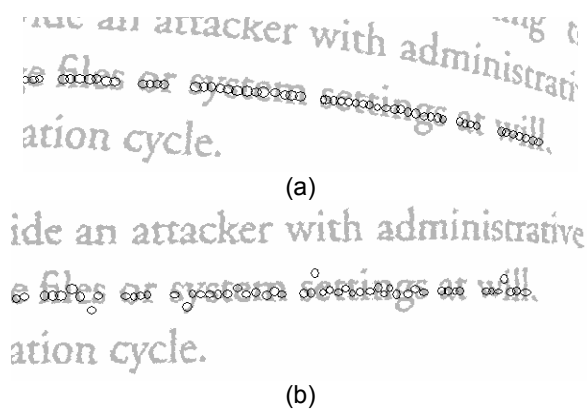 ide an attacker with administrative
e files or system settings at will.
ation cycle.
(a)
ide an attacker with administrative
e files or system settings at will.
ation cycle.
(b)